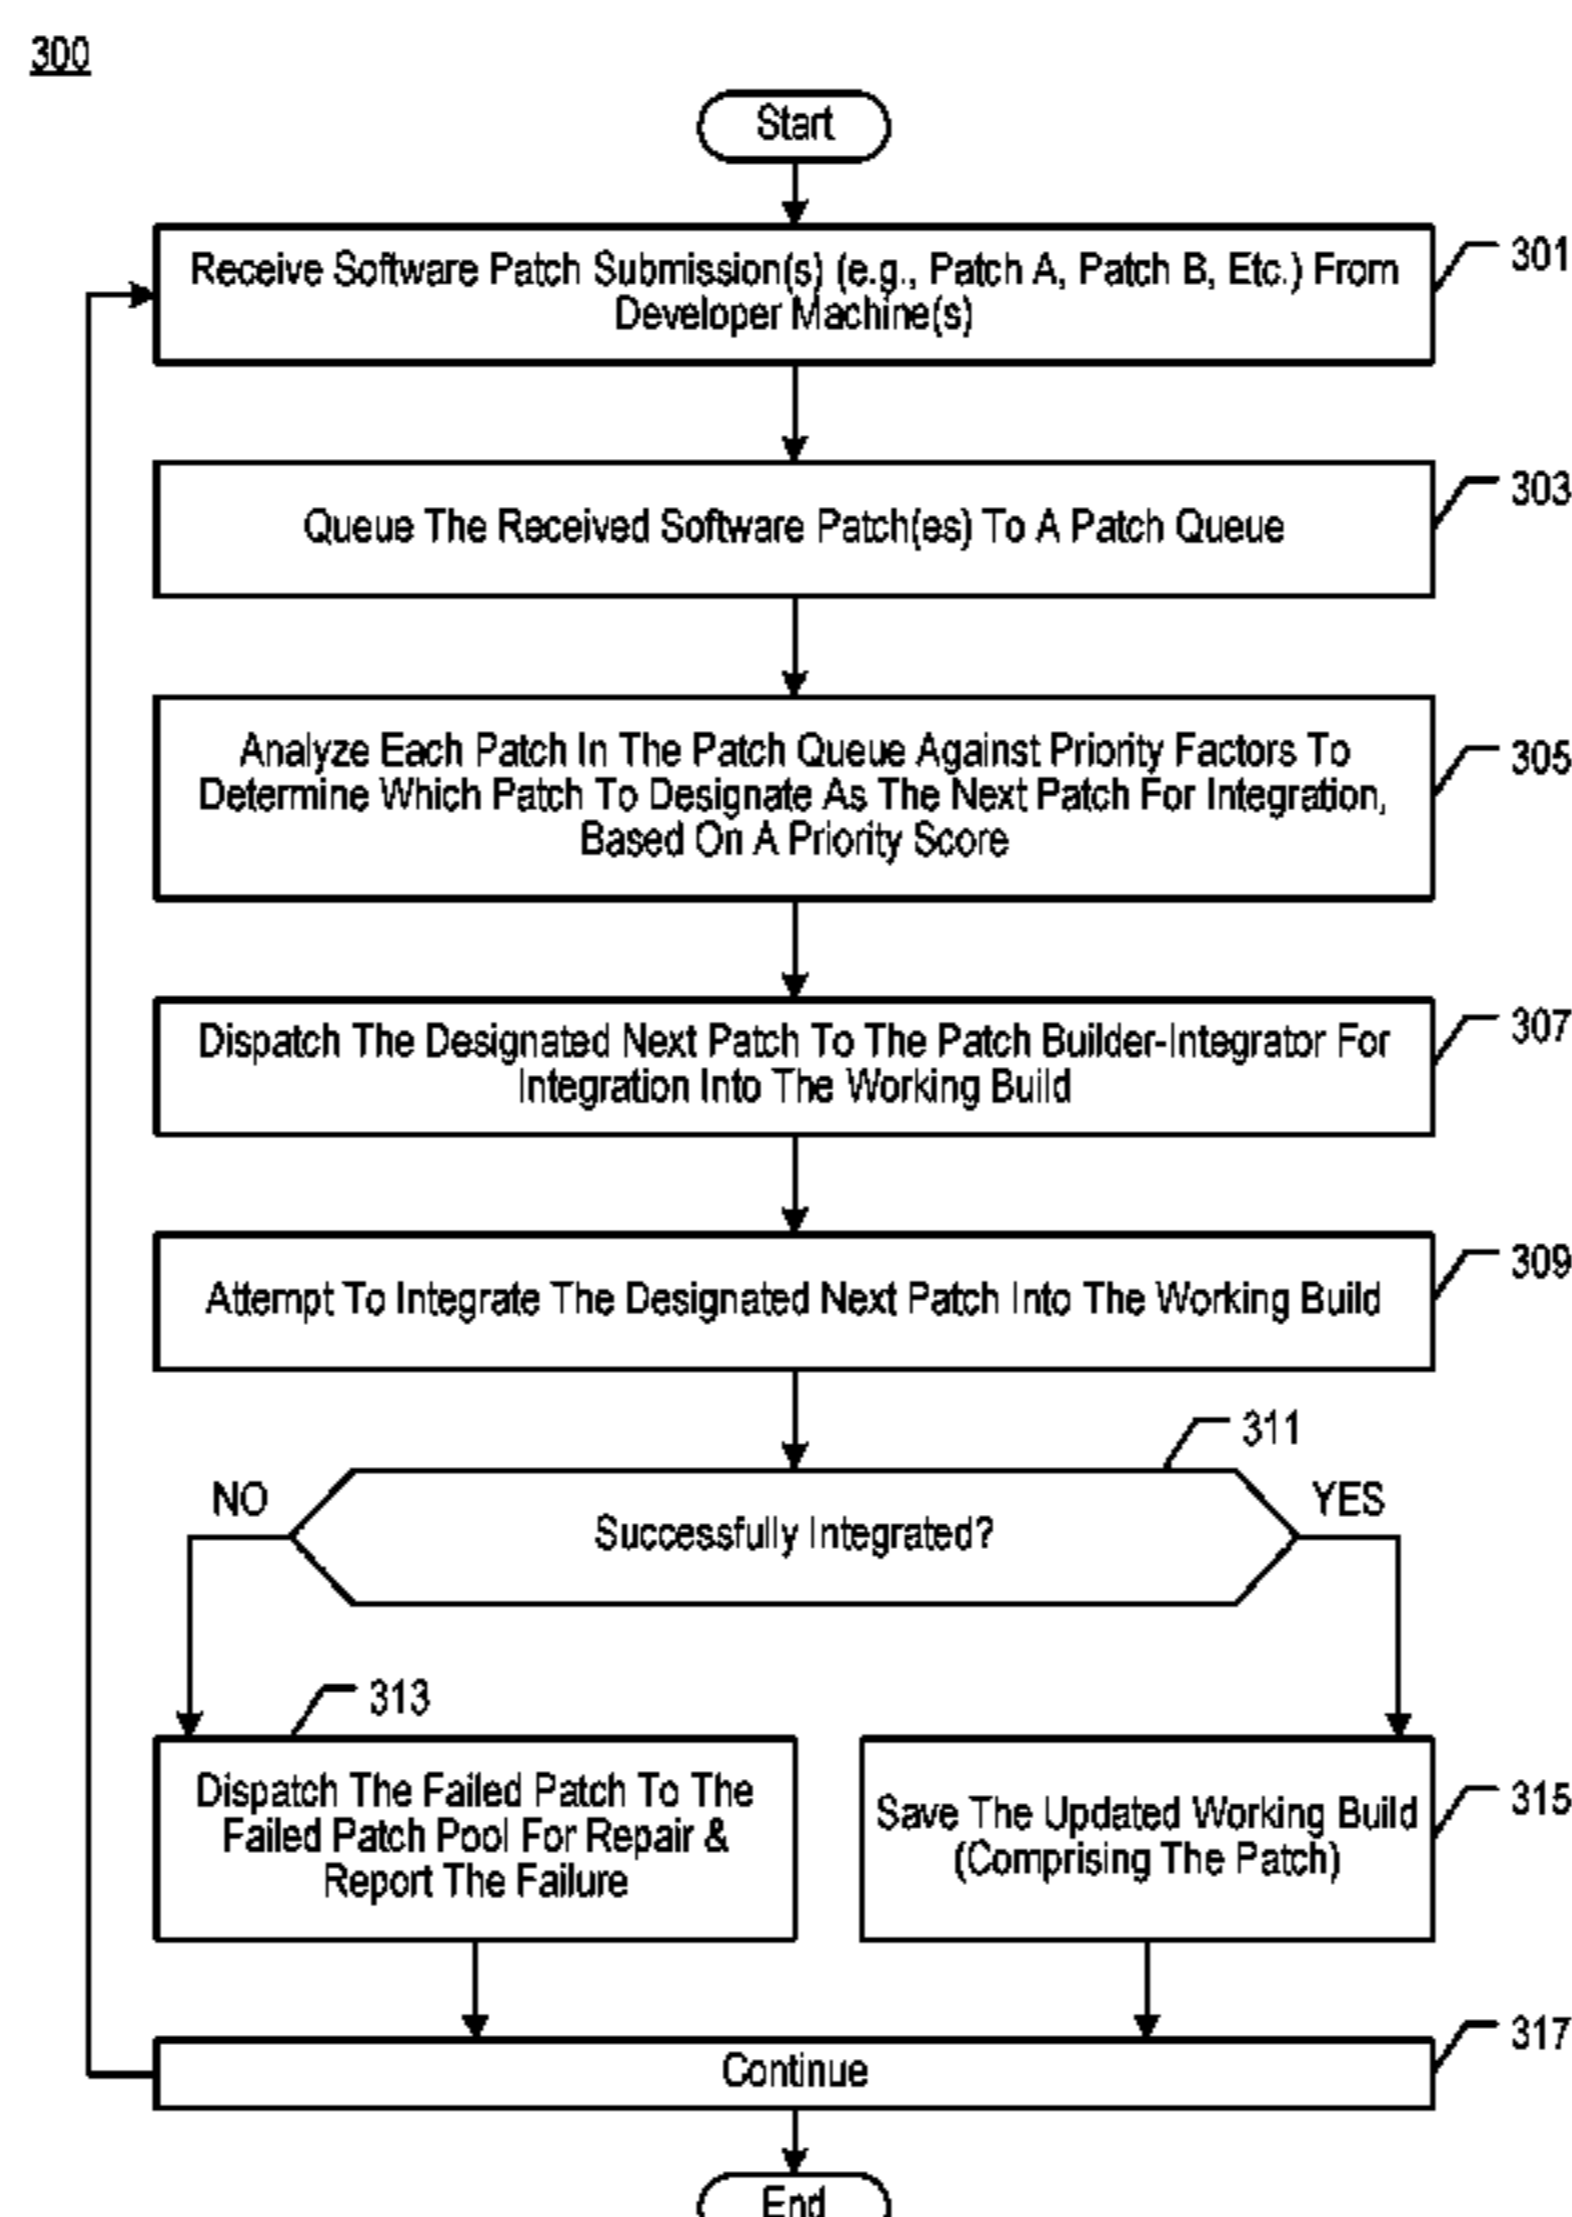 300
Start
Receive Software Patch Submission(s) (e.g., Patch A, Patch B, Etc.) From
Developer Machine(s)
301
Queue The Received Software Patch(es) To A Patch Queue
303
Analyze Each Patch In The Patch Queue Against Priority Factors To
Determine Which Patch To Designate As The Next Patch For Integration,
Based On A Priority Score
305
Dispatch The Designated Next Patch To The Patch Builder-Integrator For
Integration Into The Working Build
307
Attempt To Integrate The Designated Next Patch Into The Working Build
309
311
NO
Successfully Integrated?
YES
313
Dispatch The Failed Patch To The
Failed Patch Pool For Repair &
Report The Failure
Save The Updated Working Build
(Comprising The Patch)
315
Continue
317
End